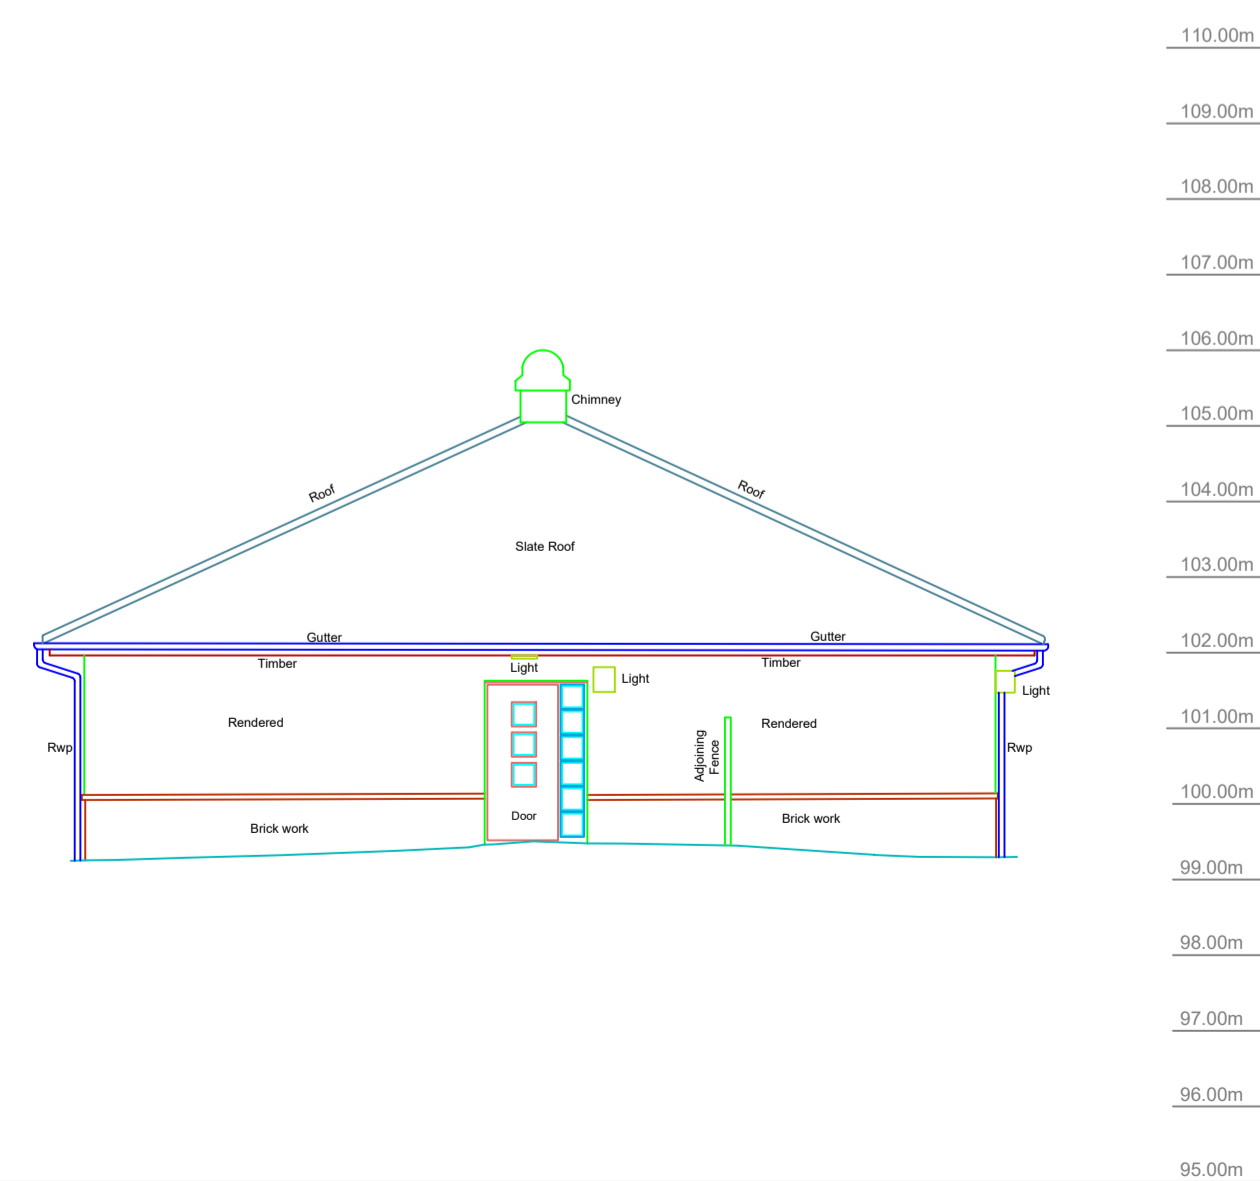 110.00m
109.00m
108.00m
107.00m
106.00m
Chimney
105.00m
Roof
Roof
104.00m
Slate Roof
103.00m
Gutter
Gutter
102.00m
Timber
Light
Timber
Light
Light
Rendered
Rendered
101.00m
Rwp
Adjoining
Fence
Rwp
100.00m
Door
Brick work
Brick work
99.00m
98.00m
97.00m
96.00m
95.00m